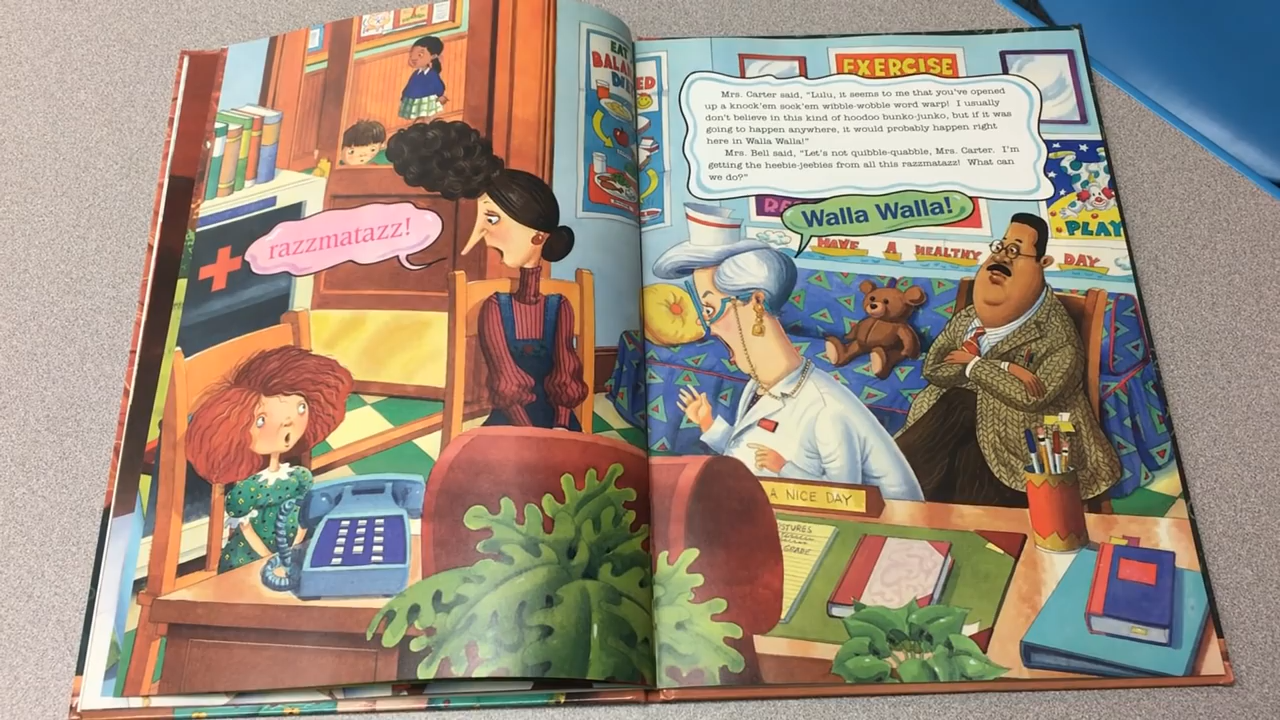 EAT
BALANCED
DIET
razzmatazz!
EXERCISE
Mrs. Carter said, "Lulu, it seems to me that you've opened
up a knock'em sock'em wibble-wobble word warp! I usually
don't believe in this kind of hoodoo bunko-junko, but if it was
going to happen anywhere, it would probably happen right
here in Walla Walla!"
Mrs. Bell said, "Let's not quibble-quabble, Mrs. Carter. I'm
getting the heebie-jeebies from all this razzmatazz! What can
we do?"
Walla Walla!
PLAY
HAVE A HEALTHY DAY
A NICE DAY
GRADE